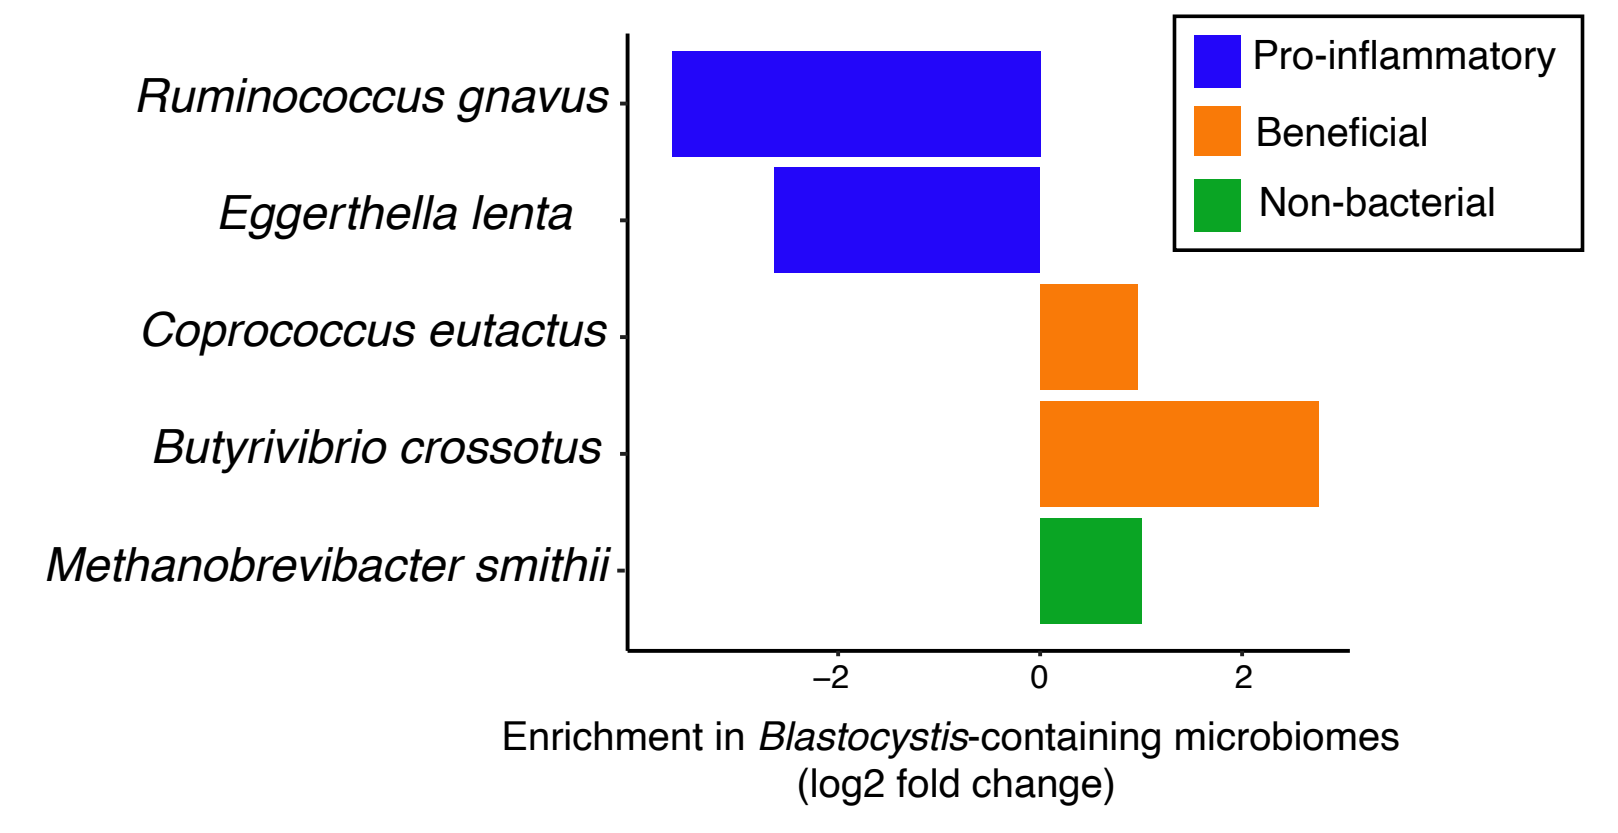 Ruminococcus gnavus
Eggerthella lenta
Coprococcus eutactus
Butyrivibrio crossotus
Methanobrevibacter smithii
Pro-inflammatory
Beneficial
Non-bacterial
−2 0 2
Enrichment in Blastocystis-containing microbiomes
(log2 fold change)